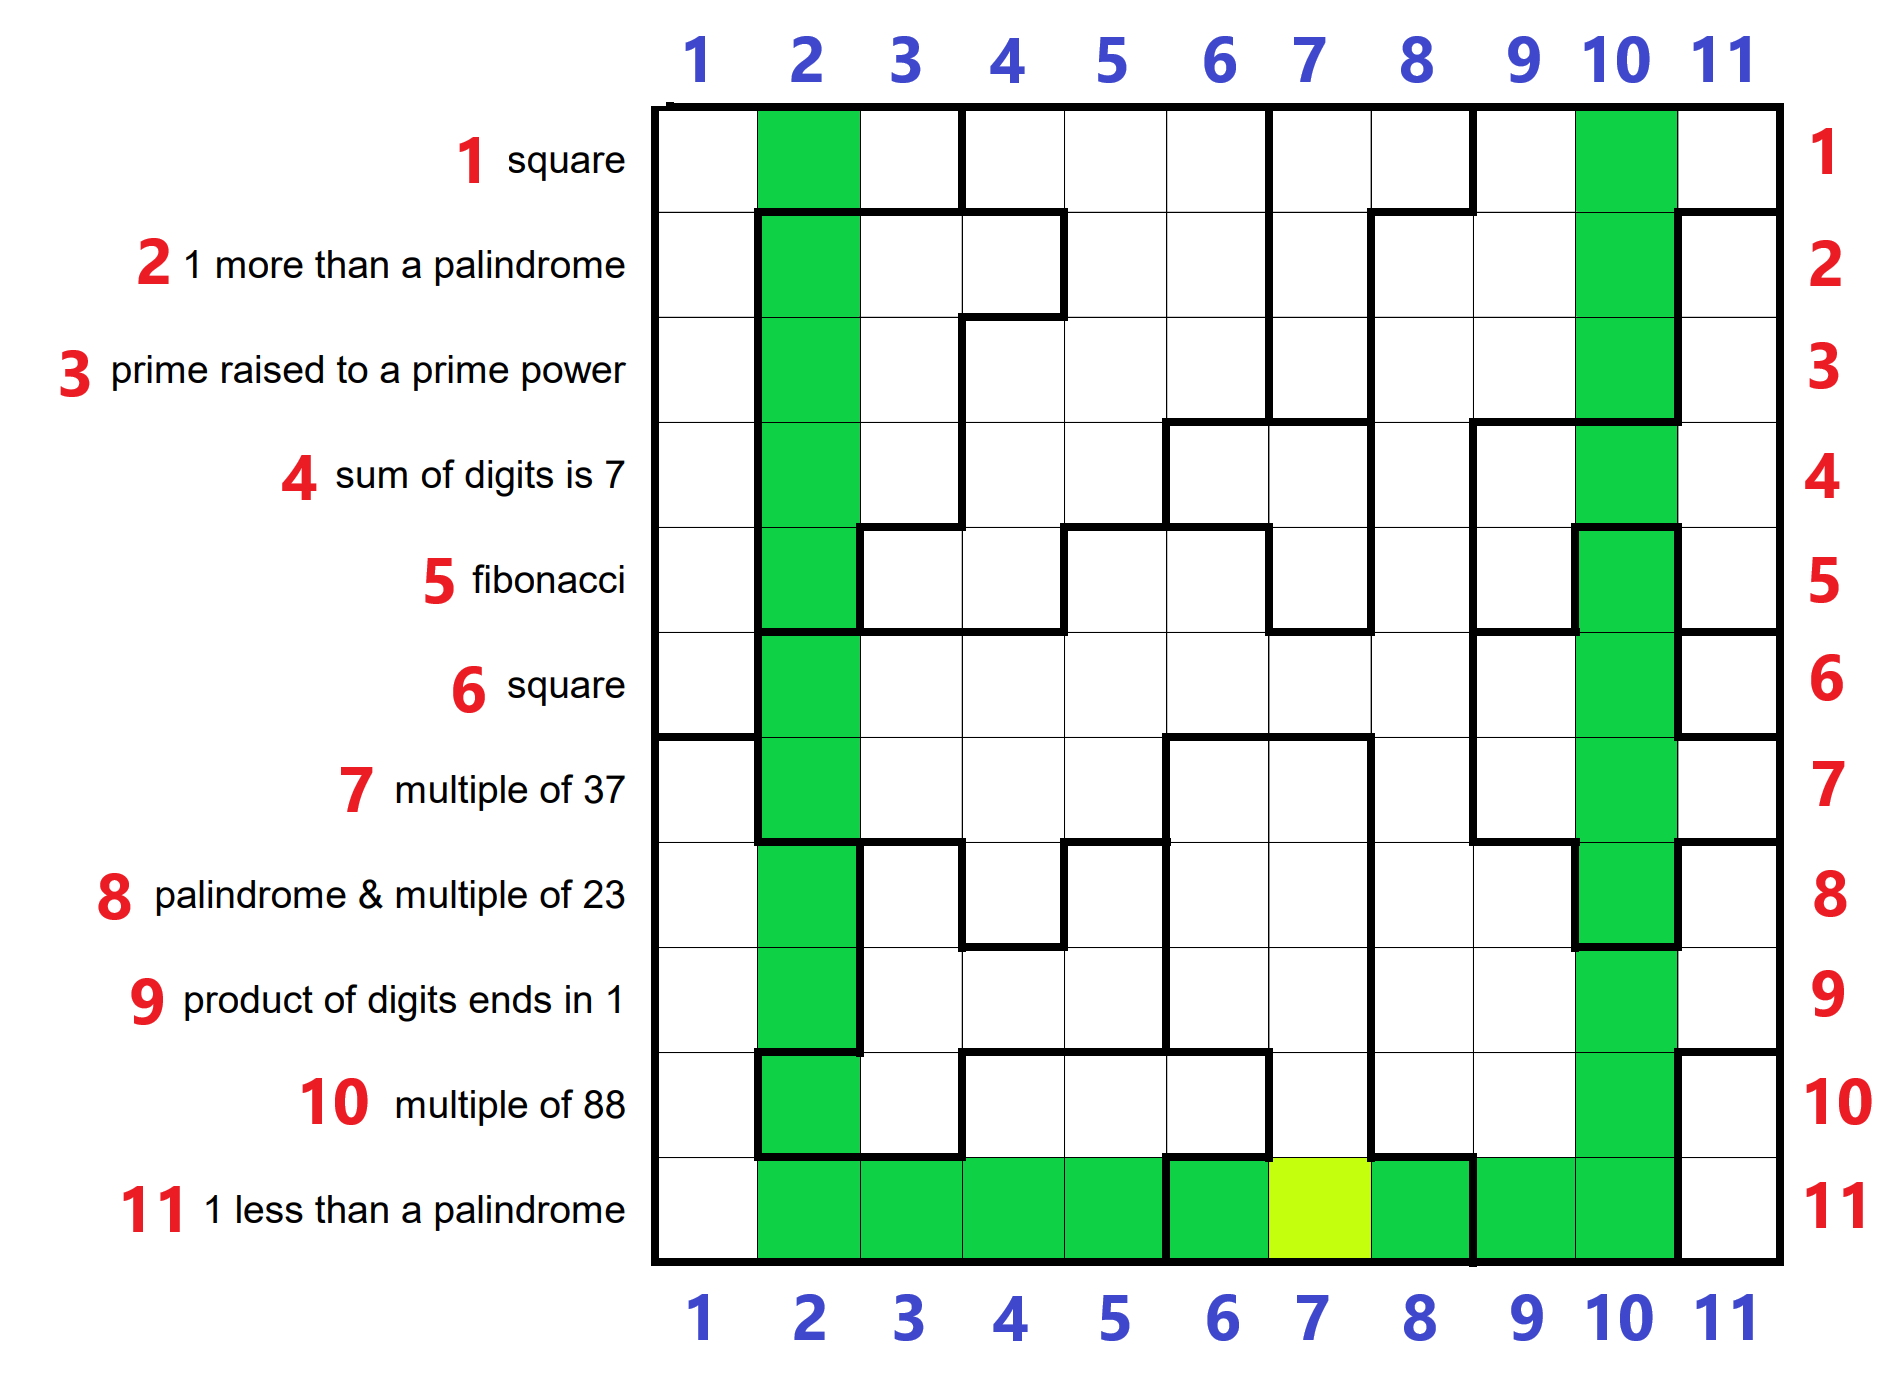 1 2 3 4 5 6 7 8 9 10 11
1 square 1
2 1 more than a palindrome 2
3 prime raised to a prime power 3
4 sum of digits is 7 4
5 fibonacci 5
6 square 6
7 multiple of 37 7
8 palindrome & multiple of 23 8
9 product of digits ends in 1 9
10 multiple of 88 10
11 1 less than a palindrome 11
1 2 3 4 5 6 7 8 9 10 11